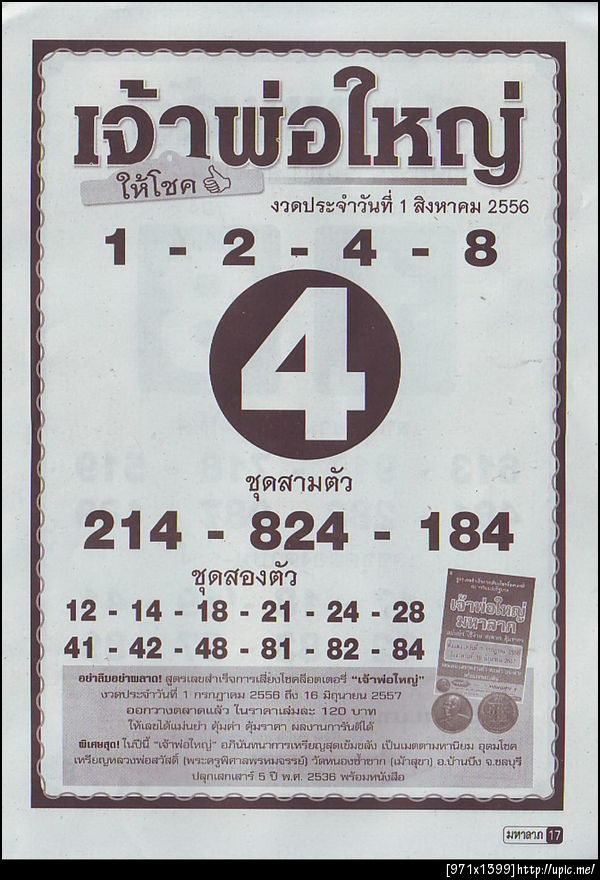 เจ้าพ่อใหญ่
ให้โชค
งวดประจำวันที่ 1 สิงหาคม 2556
1 - 2 - 4 - 8
4
ชุดสามตัว
214 - 824 - 184
ชุดสองตัว
12 - 14 - 18 - 21 - 24 - 28
41 - 42 - 48 - 81 - 82 - 84
เจ้าพ่อใหญ่
มหาลาภ
อย่าลืมอย่าพลาด! สูตรเลขสำเร็จการเสี่ยงโชคล็อตเตอรี่ "เจ้าพ่อใหญ่"
งวดประจำวันที่ 1 กรกฎาคม 2556 ถึง 16 มิถุนายน 2557
ออกวางตลาดแล้ว ในราคาเล่มละ 120 บาท
ให้เลขได้แม่นยำ คุ้มค่า คุ้มราคา ผลงานการันตีได้
พิเศษสุด! ในปีนี้ "เจ้าพ่อใหญ่" อภินันทนาการเหรียญสุดเข้มขลัง เป็นเมตตามหานิยม อุดมโชค
เหรียญหลวงพ่อสวัสดิ์ (พระครูพิศาลพรหมจรรย์) วัดหนองซ้ำซาก (เม้าสุขา) อ.บ้านบึง จ.ชลบุรี
ปลุกเสกเสาร์ 5 ปี พ.ศ. 2536 พร้อมหนังสือ
มหาลาภ 17
[971x1399]http://upic.me/